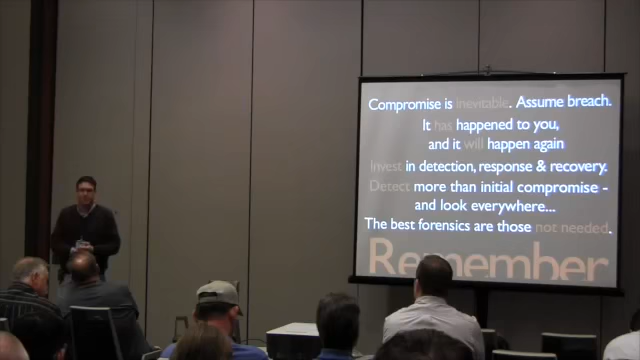 Compromise is inevitable. Assume breach.
It has happened to you,
and it will happen again
Invest in detection, response & recovery.
Detect more than initial compromise -
and look everywhere...
The best forensics are those not needed.
Remember